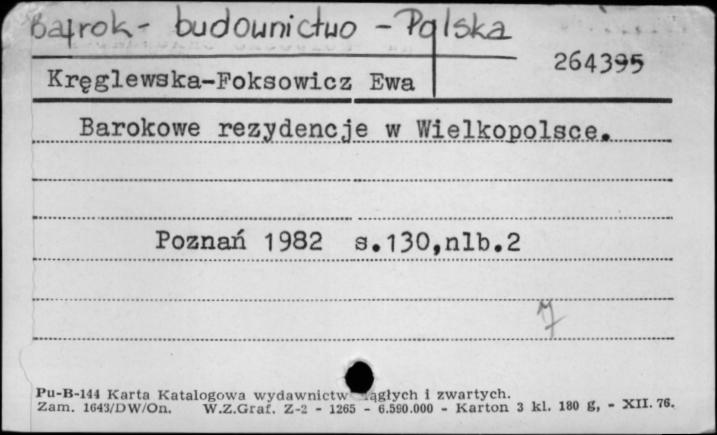 Barok - budownictwo - Polska
264395
Kręglewska-Foksowicz Ewa
Barokowe rezydencje w Wielkopolsce.
Poznań 1982 s.130,nlb.2
Pu-B-144 Karta Katalogowa wydawnictw ciągłych i zwartych.
Zam. 1643/DW/On. W.Z.Graf. Z-2 - 1265 - 6.590.000 - Karton 3 kl. 180 g, - XII. 76.